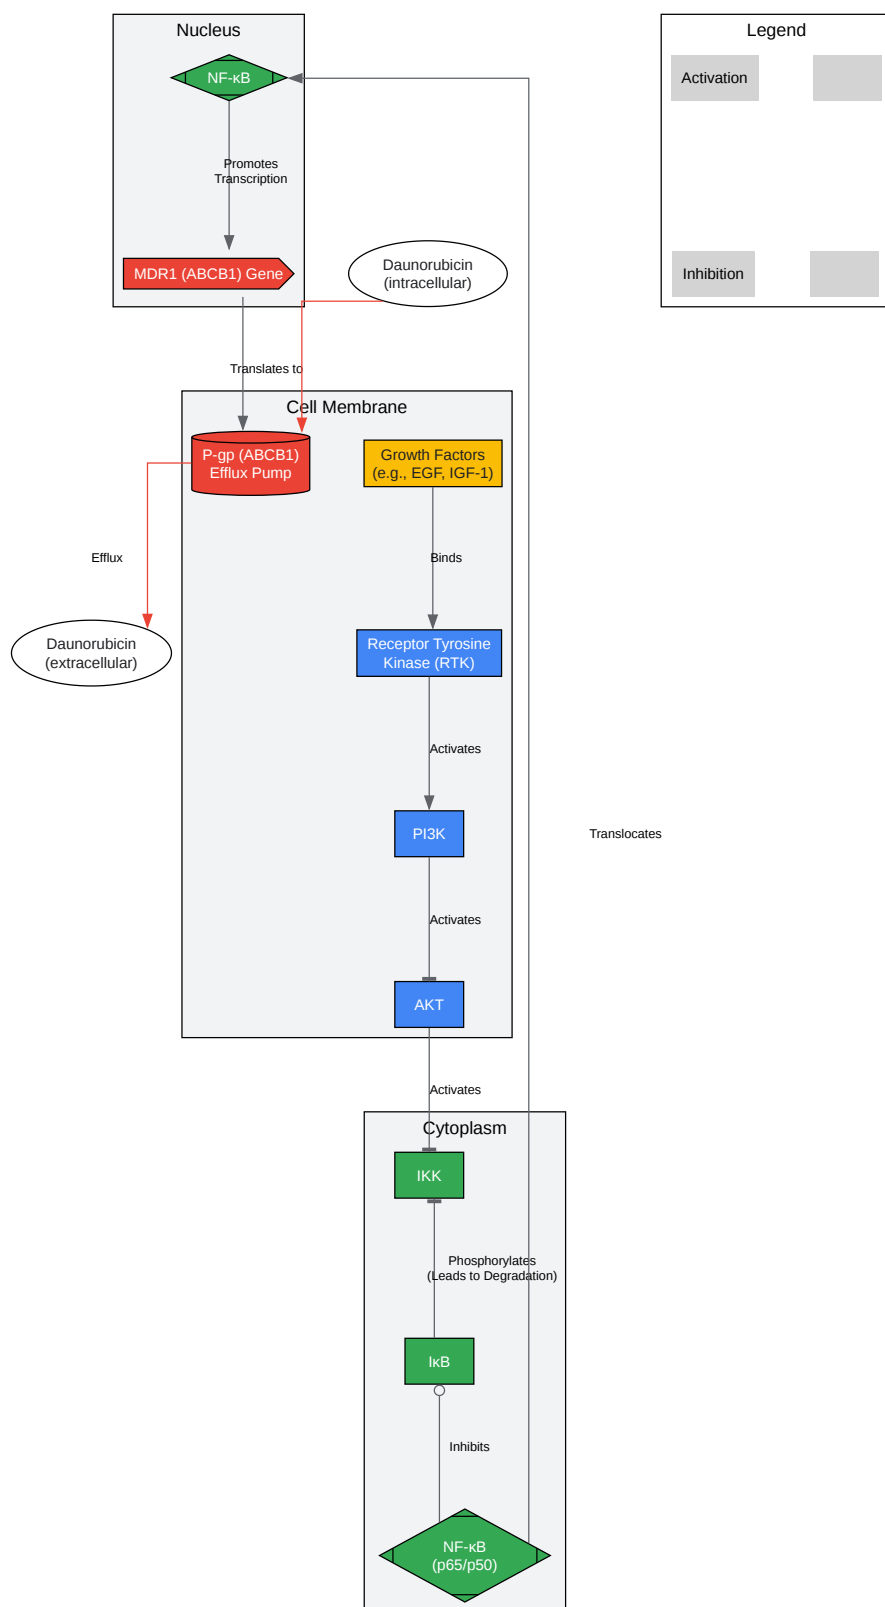 Nucleus
Legend
NF-κB
Activation
Promotes
Transcription
MDR1 (ABCB1) Gene
Daunorubicin
(intracellular)
Inhibition
Translates to
Cell Membrane
P-gp (ABCB1)
Efflux Pump
Growth Factors
(e.g., EGF, IGF-1)
Efflux
Binds
Daunorubicin
(extracellular)
Receptor Tyrosine
Kinase (RTK)
Activates
PI3K
Translocates
Activates
AKT
Activates
Cytoplasm
IKK
Phosphorylates
(Leads to Degradation)
IκB
Inhibits
NF-κB
(p65/p50)